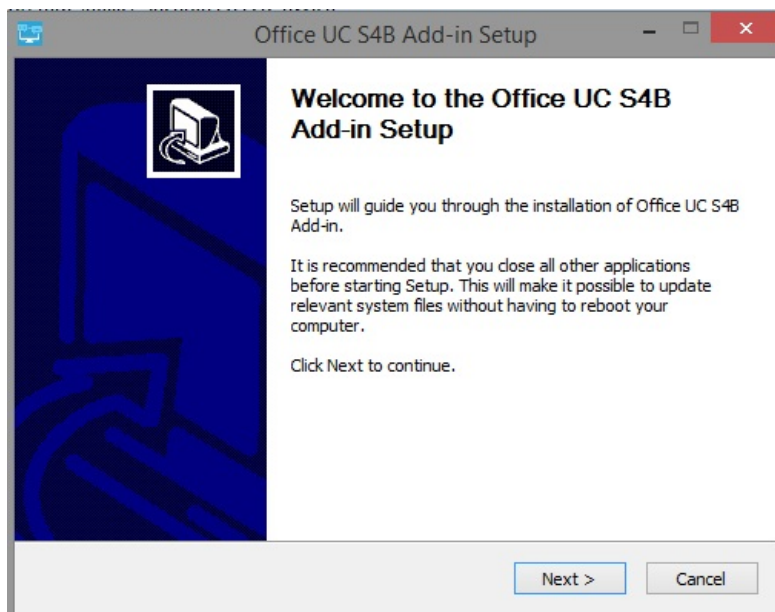 Office UC S4B Add-in Setup
Welcome to the Office UC S4B
Add-in Setup
Setup will guide you through the installation of Office UC S4B
Add-in.
It is recommended that you close all other applications
before starting Setup. This will make it possible to update
relevant system files without having to reboot your
computer.
Click Next to continue.
Next >
Cancel